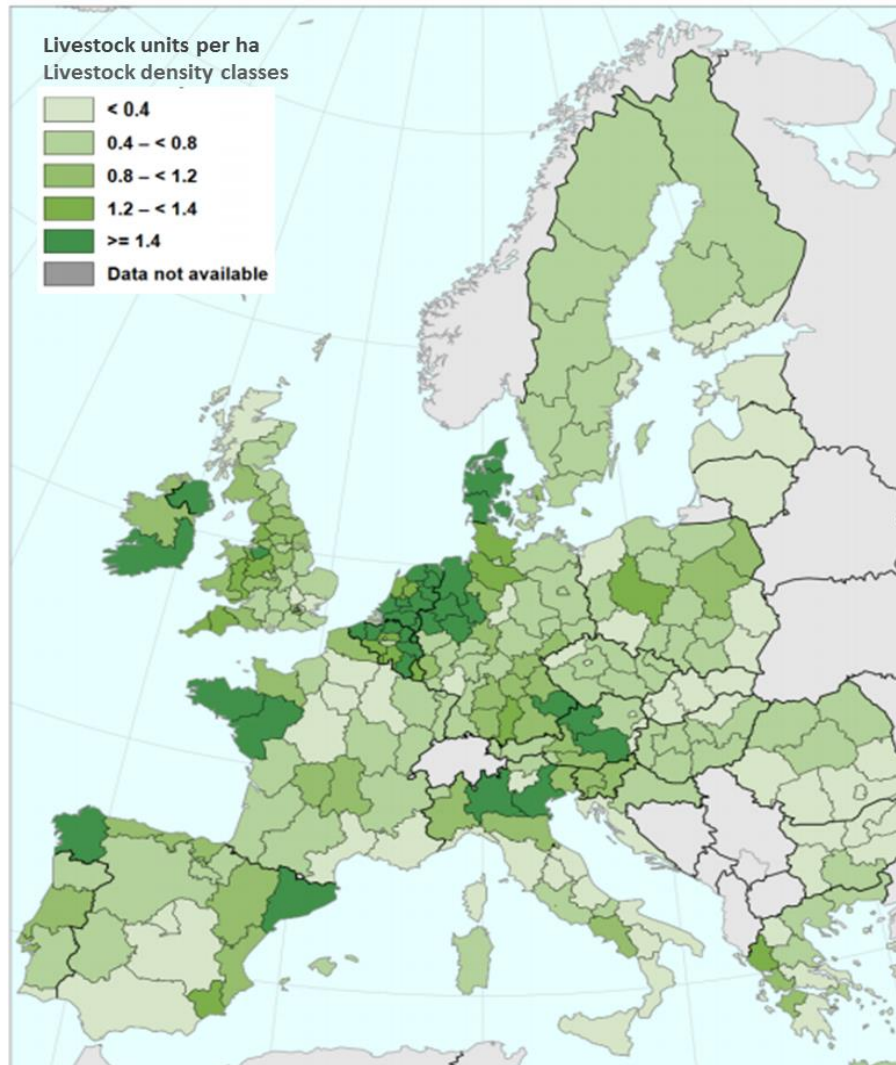 Livestock units per ha
Livestock density classes
< 0.4
0.4 – < 0.8
0.8 – < 1.2
1.2 – < 1.4
>= 1.4
Data not available